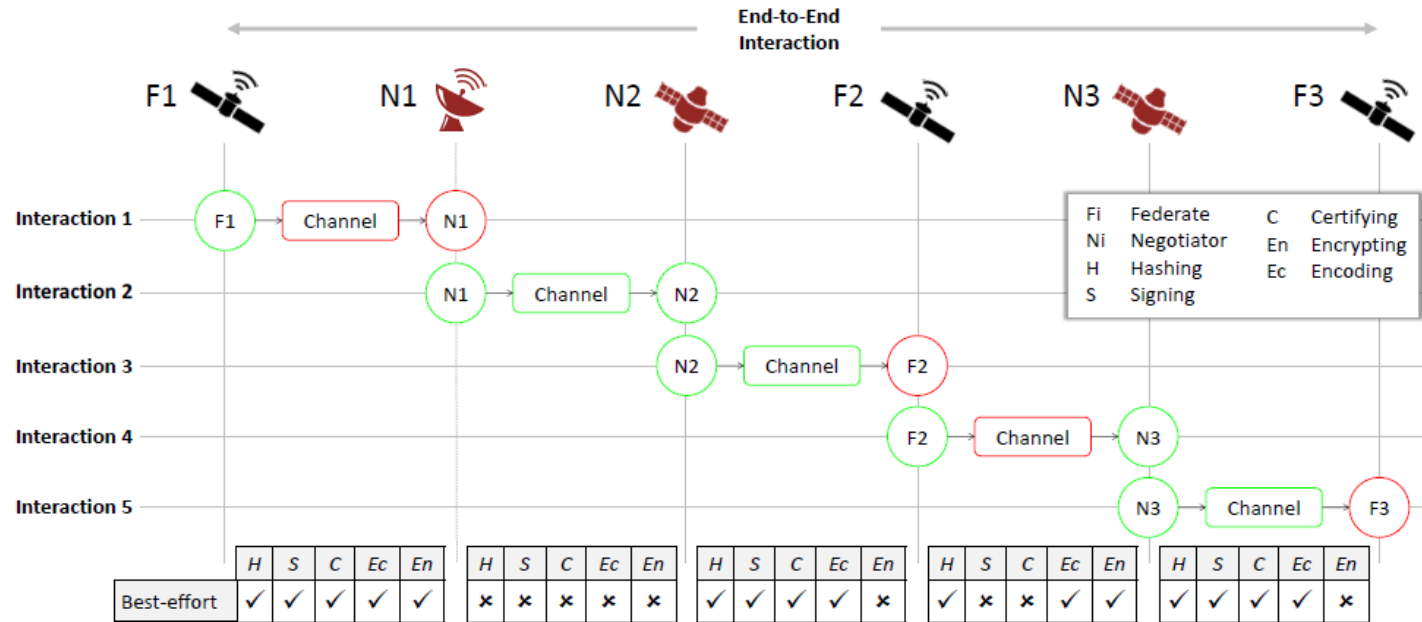 End-to-End
Interaction
F1 N1 N2 F2 N3 F3
Interaction 1 F1 Channel N1
Fi Federate C Certifying
Ni Negotiator En Encrypting
H Hashing Ec Encoding
S Signing
Interaction 2 N1 Channel N2
Interaction 3 N2 Channel F2
Interaction 4 F2 Channel N3
Interaction 5 N3 Channel F3
H S C Ec En H S C Ec En H S C Ec En H S C Ec En H S C Ec En
Best-effort ✓ ✓ ✓ ✓ ✓ × × × × × ✓ ✓ ✓ ✓ × ✓ × × ✓ ✓ ✓ ✓ ✓ ✓ ×